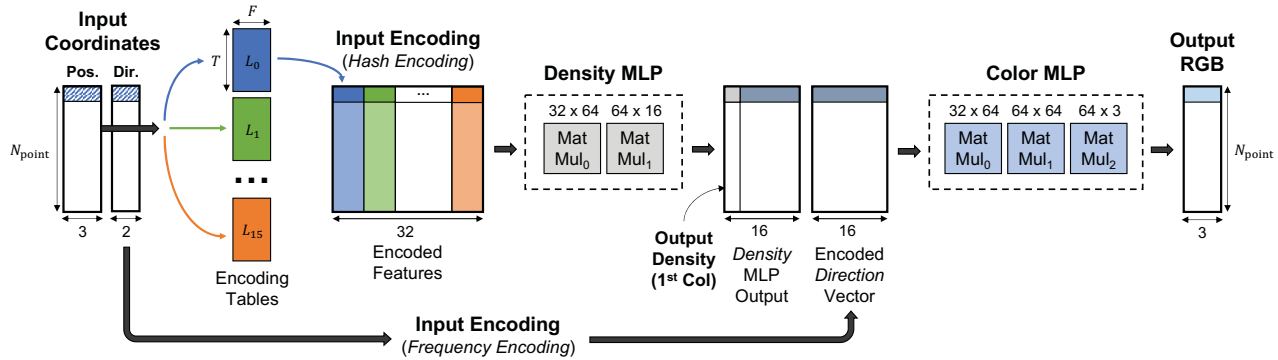 Input
Coordinates
Pos.
Dir.
N_point
3
2
F
T
L_0
L_1
...
L_15
Encoding
Tables
Input Encoding
(Hash Encoding)
...
32
Encoded
Features
Density MLP
32 x 64
64 x 16
Mat
Mul_0
Mat
Mul_1
Output
Density
(1st Col)
16
Density
MLP
Output
16
Encoded
Direction
Vector
Input Encoding
(Frequency Encoding)
Color MLP
32 x 64
64 x 64
64 x 3
Mat
Mul_0
Mat
Mul_1
Mat
Mul_2
Output
RGB
N_point
3